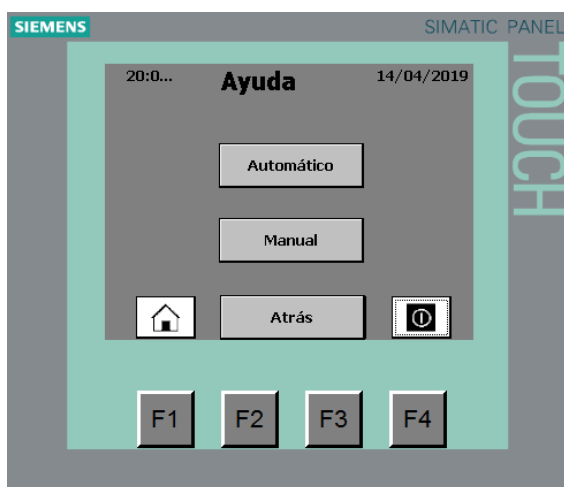 SIEMENS
SIMATIC PANEL
TOUCH
20:0...
Ayuda
14/04/2019
Automático
Manual
Atrás
F1
F2
F3
F4